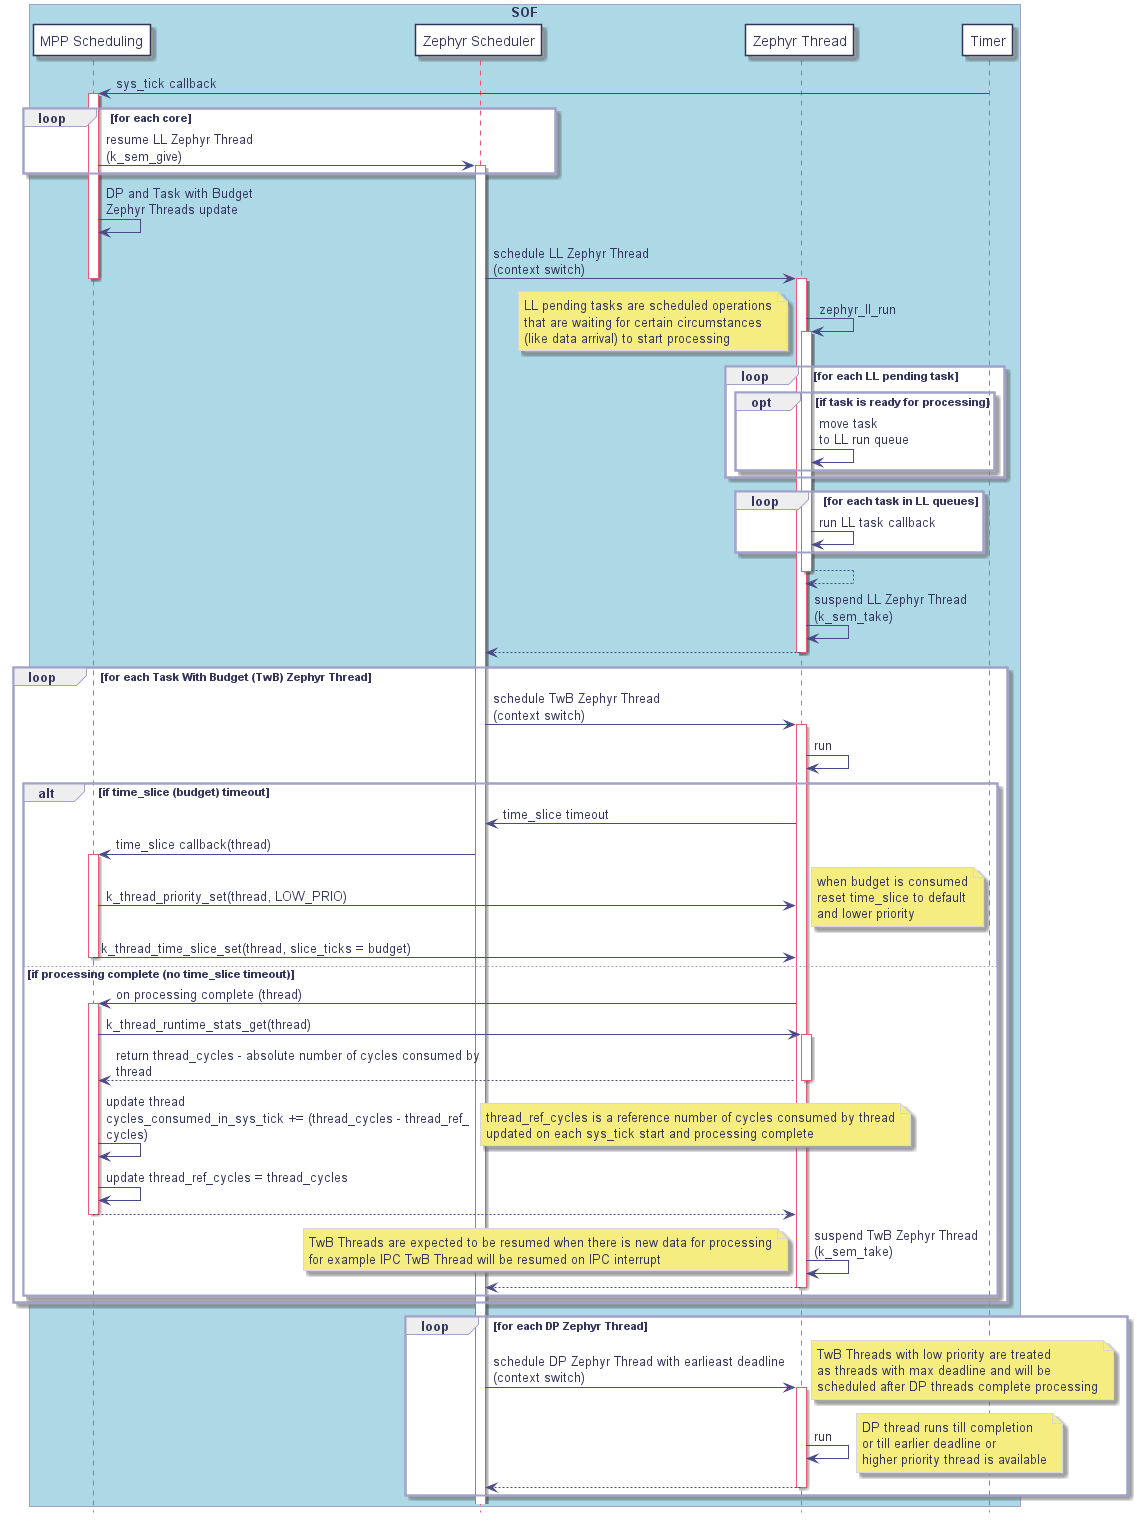 SOF
MPP Scheduling
Zephyr Scheduler
Zephyr Thread
Timer
sys_tick callback
loop
[for each core]
resume LL Zephyr Thread
(k_sem_give)
DP and Task with Budget
Zephyr Threads update
schedule LL Zephyr Thread
(context switch)
LL pending tasks are scheduled operations
that are waiting for certain circumstances
(like data arrival) to start processing
zephyr_ll_run
loop
[for each LL pending task]
opt
[if task is ready for processing]
move task
to LL run queue
loop
[for each task in LL queues]
run LL task callback
suspend LL Zephyr Thread
(k_sem_take)
loop
[for each Task With Budget (TwB) Zephyr Thread]
schedule TwB Zephyr Thread
(context switch)
run
alt
[if time_slice (budget) timeout]
time_slice timeout
time_slice callback(thread)
when budget is consumed
reset time_slice to default
and lower priority
k_thread_priority_set(thread, LOW_PRIO)
k_thread_time_slice_set(thread, slice_ticks = budget)
[if processing complete (no time_slice timeout)]
on processing complete (thread)
k_thread_runtime_stats_get(thread)
return thread_cycles - absolute number of cycles consumed by
thread
update thread
cycles_consumed_in_sys_tick += (thread_cycles - thread_ref_
cycles)
thread_ref_cycles is a reference number of cycles consumed by thread
updated on each sys_tick start and processing complete
update thread_ref_cycles = thread_cycles
TwB Threads are expected to be resumed when there is new data for processing
for example IPC TwB Thread will be resumed on IPC interrupt
suspend TwB Zephyr Thread
(k_sem_take)
loop
[for each DP Zephyr Thread]
schedule DP Zephyr Thread with earlieast deadline
(context switch)
TwB Threads with low priority are treated
as threads with max deadline and will be
scheduled after DP threads complete processing
run
DP thread runs till completion
or till earlier deadline or
higher priority thread is available